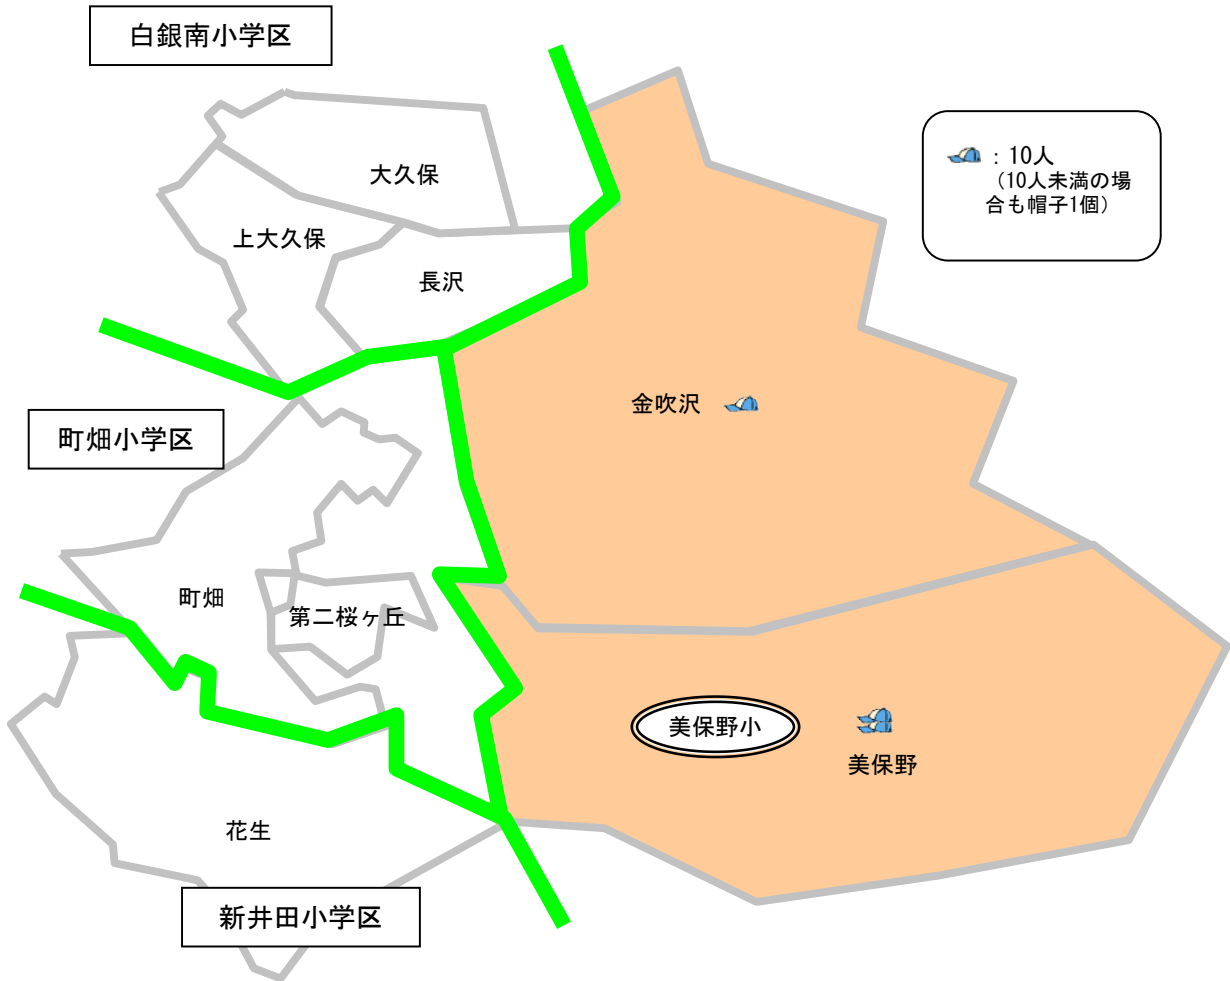 白銀南小学区
:10人
(10人未満の場
合も帽子1個)
大久保
上大久保
長沢
金吹沢
町畑小学区
町畑
第二桜ヶ丘
美保野小
美保野
花生
新井田小学区